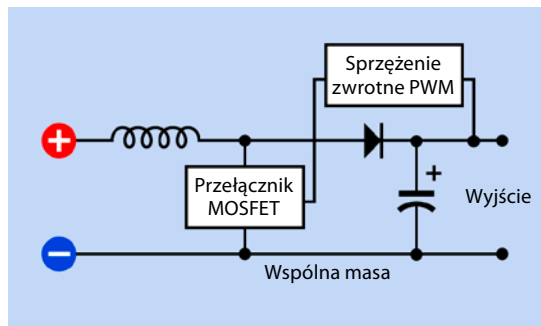 Sprzężenie
zwrotne PWM
Przełącznik
MOSFET
+
Wyjście
Wspólna masa